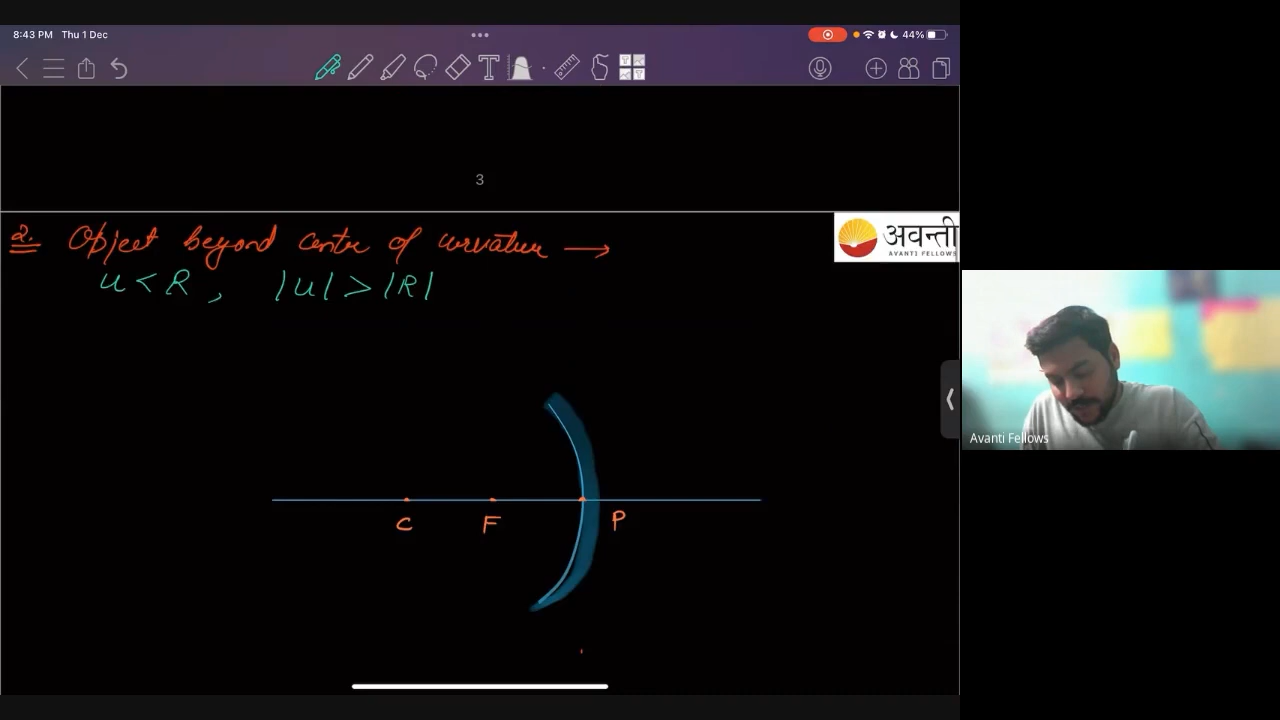 8:43 PM Thu 1 Dec
44%
3
2. Object beyond centre of curvature →
अवन्ती
AVANTI FELLOWS
u < R, |u| > |R|
C F P
Avanti Fellows